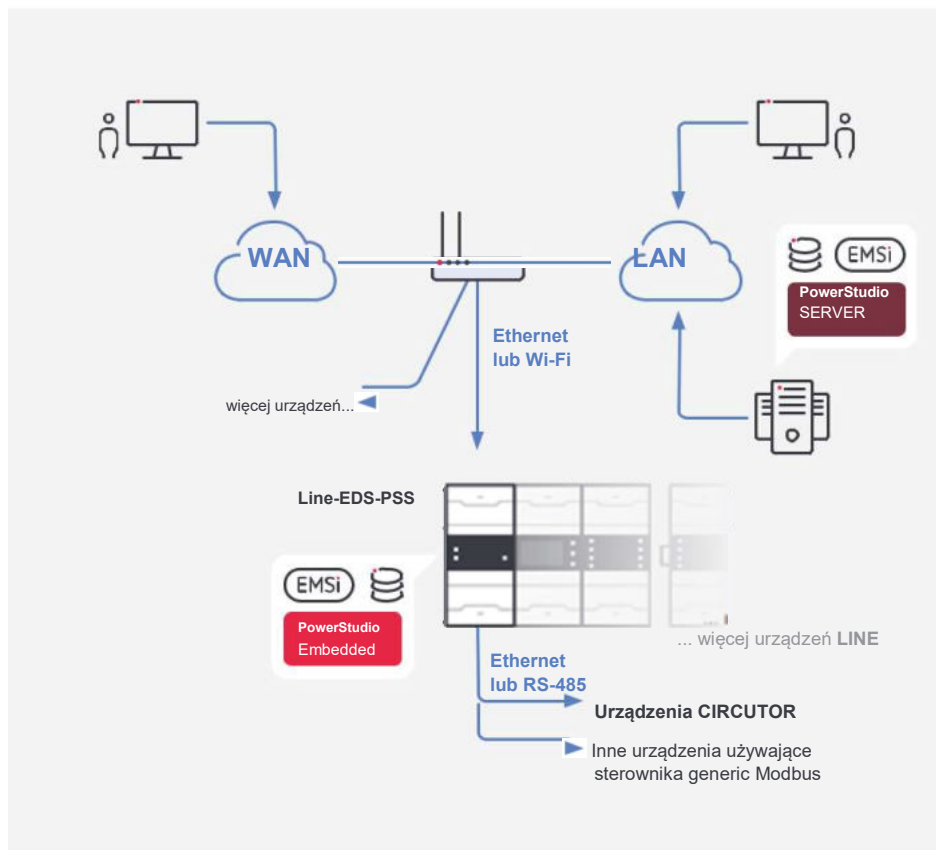 WAN
ŁAN
EMSi
PowerStudio
SERVER
Ethernet
lub Wi-Fi
więcej urządzeń...
Line-EDS-PSS
EMSi
PowerStudio
Embedded
... więcej urządzeń LINE
Ethernet
lub RS-485
Urządzenia CIRCUTOR
Inne urządzenia używające
sterownika generic Modbus